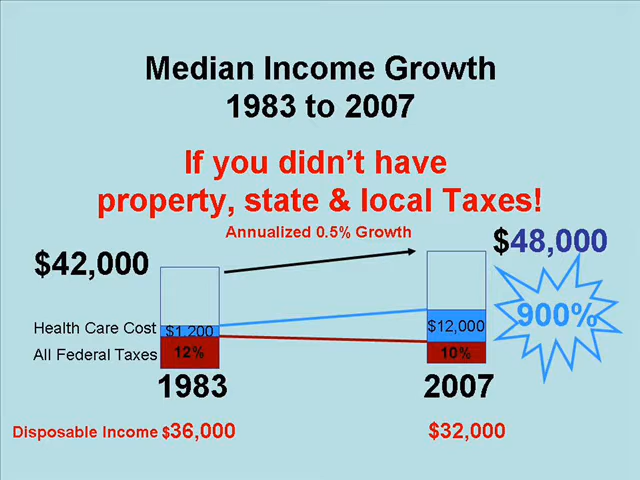 Median Income Growth
1983 to 2007
If you didn't have
property, state & local Taxes!
Annualized 0.5% Growth
$42,000
$48,000
Health Care Cost $1,200
$12,000
900%
All Federal Taxes 12%
10%
1983
2007
Disposable Income $36,000
$32,000